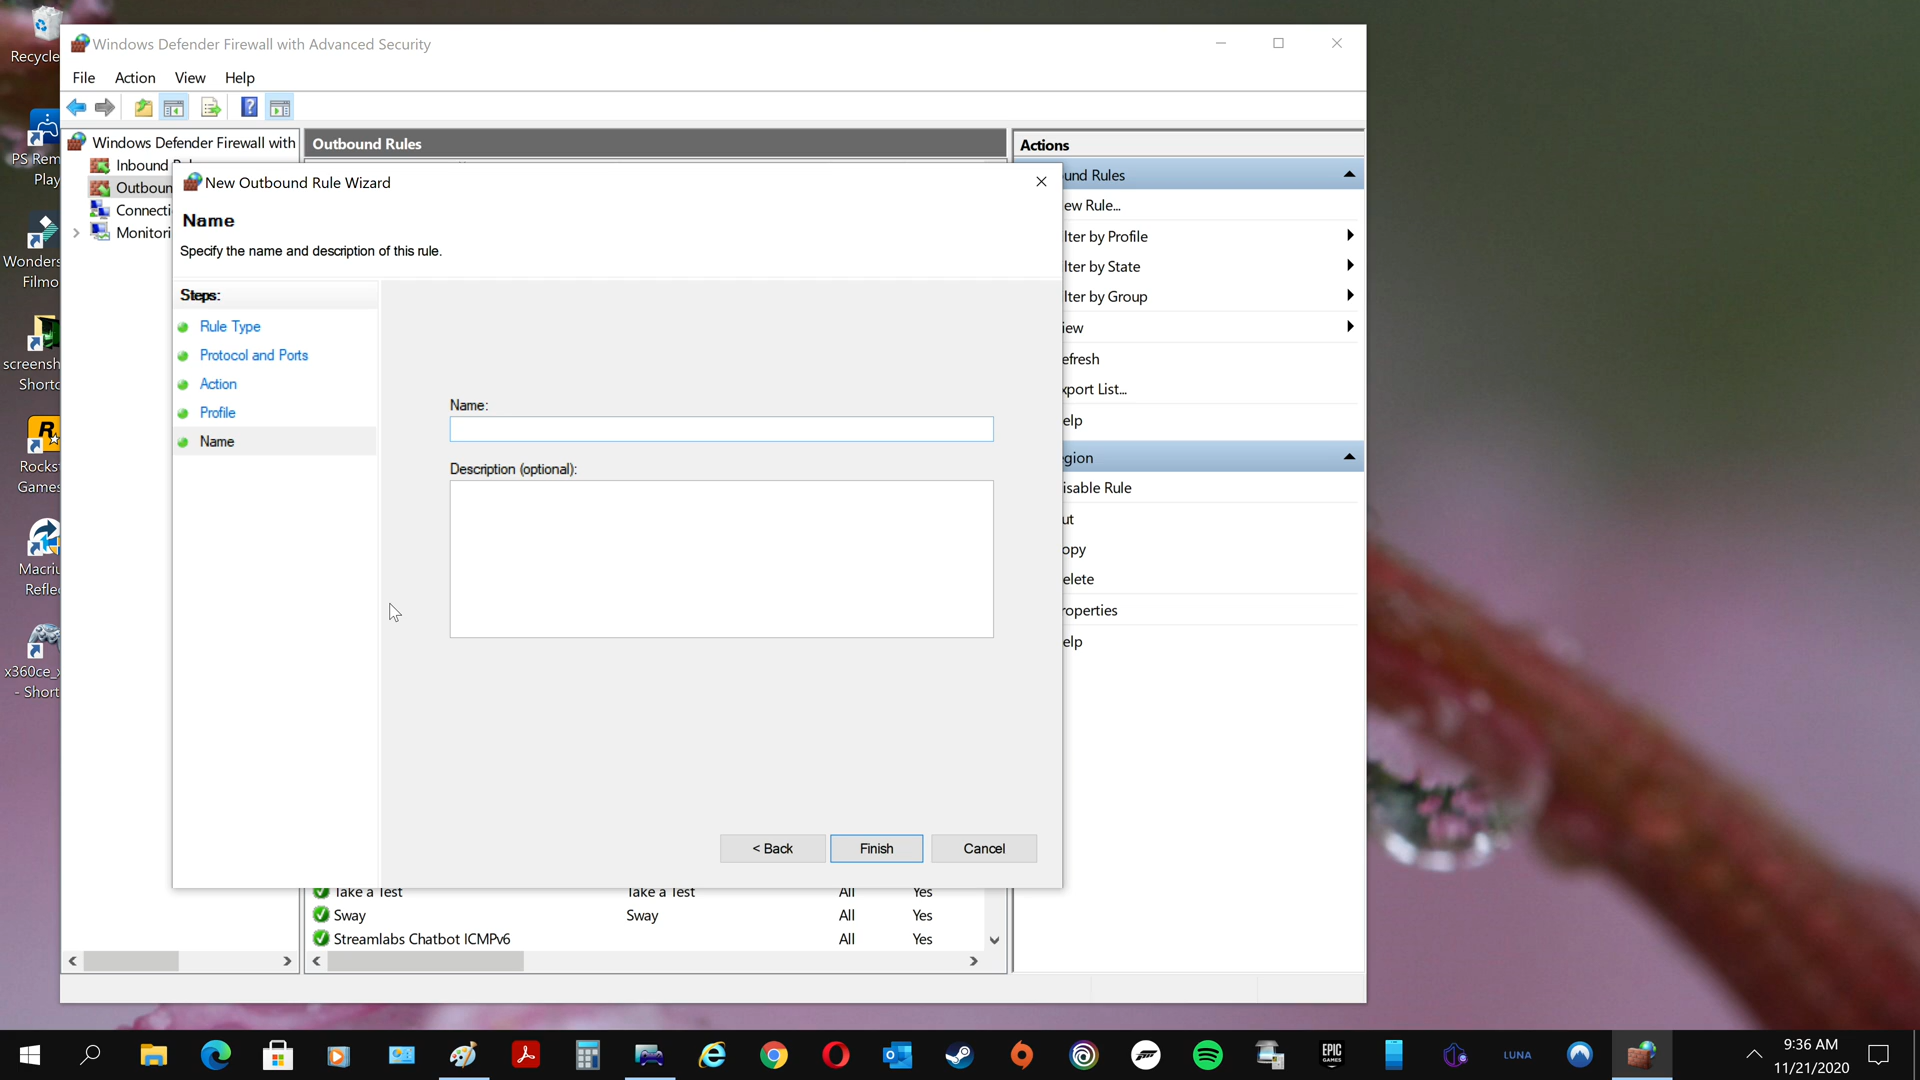 Recycle
Windows Defender Firewall with Advanced Security
File Action View Help
Windows Defender Firewall with
Inbound
Outboun
Connecti
Monitori
Outbound Rules
Actions
und Rules
ew Rule...
lter by Profile
lter by State
lter by Group
iew
efresh
xport List...
elp
gion
isable Rule
ut
opy
elete
roperties
elp
New Outbound Rule Wizard
Name
Specify the name and description of this rule.
Steps:
Rule Type
Protocol and Ports
Action
Profile
Name
Name:
Description (optional):
< Back Finish Cancel
Take a Test Take a Test All Yes
Sway Sway All Yes
Streamlabs Chatbot ICMPv6 All Yes
PS Rem
Play
Wonders
Filmo
screensh
Shortc
Rockst
Games
Macriu
Reflec
x360ce_x
- Short
EPIC
GAMES
LUNA
9:36 AM
11/21/2020